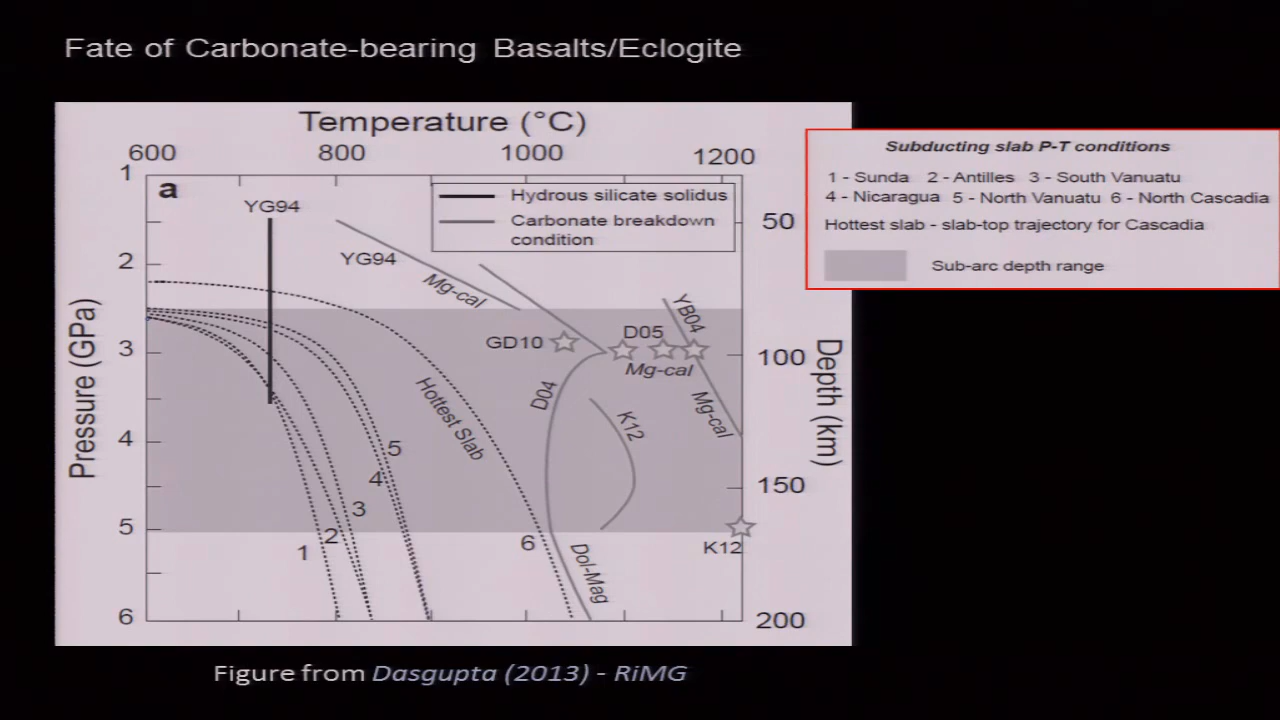 Fate of Carbonate-bearing Basalts/Eclogite
Temperature (°C)
600 800 1000 1200
a
Hydrous silicate solidus
Carbonate breakdown
condition
Subducting slab P-T conditions
1 - Sunda 2 - Antilles 3 - South Vanuatu
4 - Nicaragua 5 - North Vanuatu 6 - North Cascadia
Hottest slab - slab-top trajectory for Cascadia
Sub-arc depth range
Pressure (GPa)
1
2
3
4
5
6
Depth (km)
50
100
150
200
YG94
YG94
Mg-cal
YB04
GD10
D05
Mg-cal
Mg-cal
D04
K12
Hottest Slab
5
4
3
2
1
6
K12
Dol-Mag
Figure from Dasgupta (2013) - RiMG